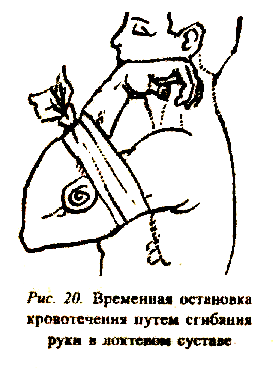 Рис. 20. Временная остановка
кровотечения путем сгибания
руки в локтевом суставе